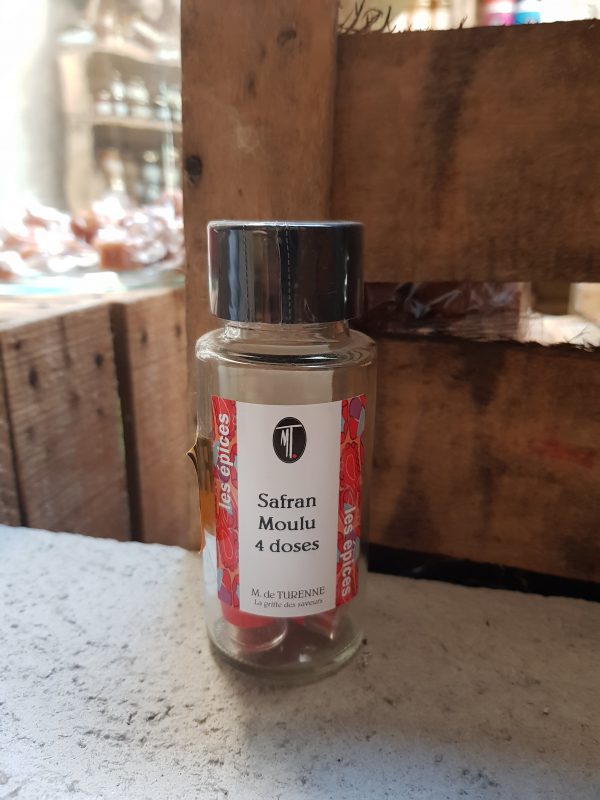 MT.
les épices
Safran
Moulu
4 doses
les épices
M. de TURENNE
La griffe des saveurs